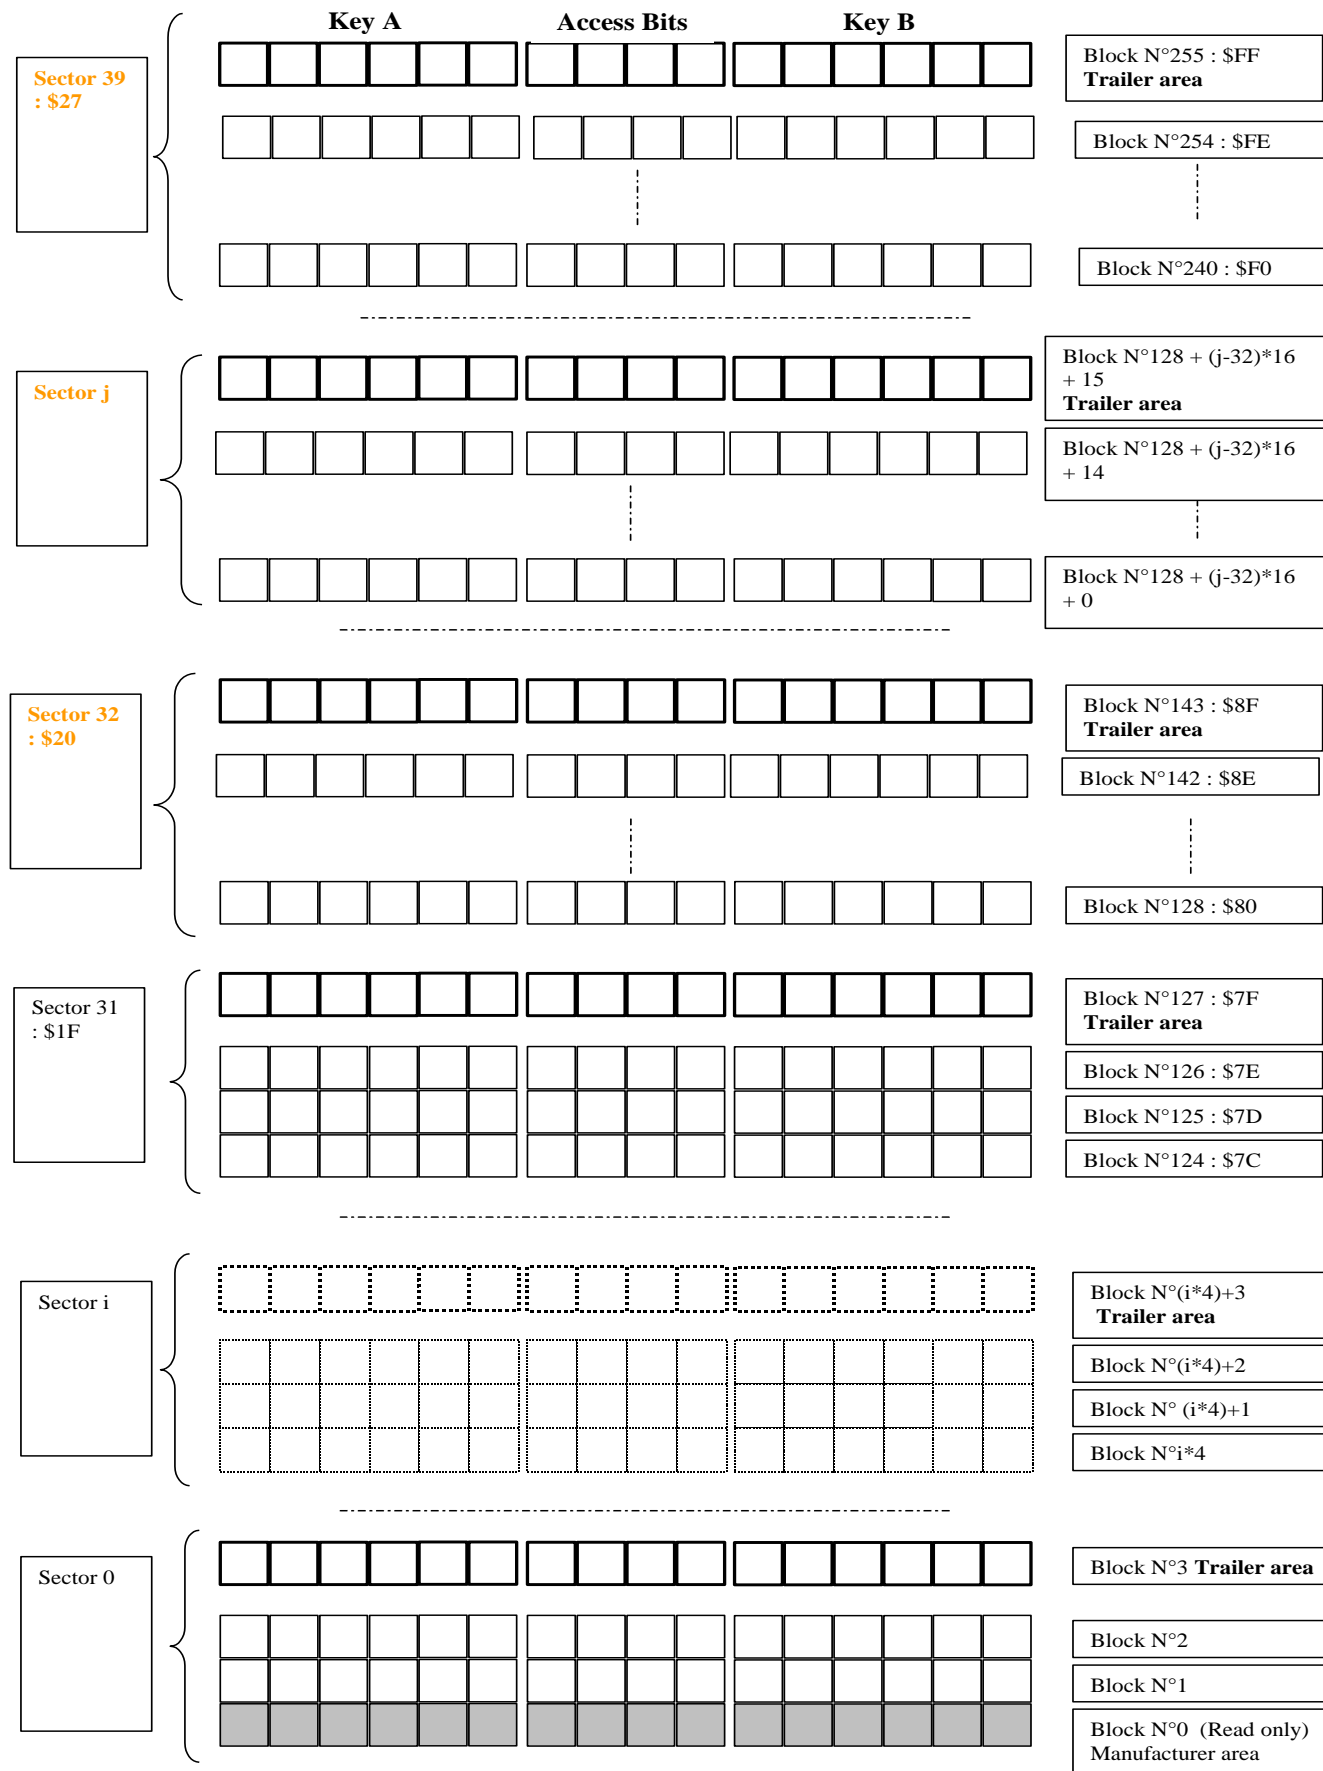 Key A
Access Bits
Key B
Sector 39
: $27
Block N°255 : $FF
Trailer area
Block N°254 : $FE
Block N°240 : $F0
Sector j
Block N°128 + (j-32)*16
+ 15
Trailer area
Block N°128 + (j-32)*16
+ 14
Block N°128 + (j-32)*16
+ 0
Sector 32
: $20
Block N°143 : $8F
Trailer area
Block N°142 : $8E
Block N°128 : $80
Sector 31
: $1F
Block N°127 : $7F
Trailer area
Block N°126 : $7E
Block N°125 : $7D
Block N°124 : $7C
Sector i
Block N°(i*4)+3
Trailer area
Block N°(i*4)+2
Block N° (i*4)+1
Block N°i*4
Sector 0
Block N°3 Trailer area
Block N°2
Block N°1
Block N°0 (Read only)
Manufacturer area